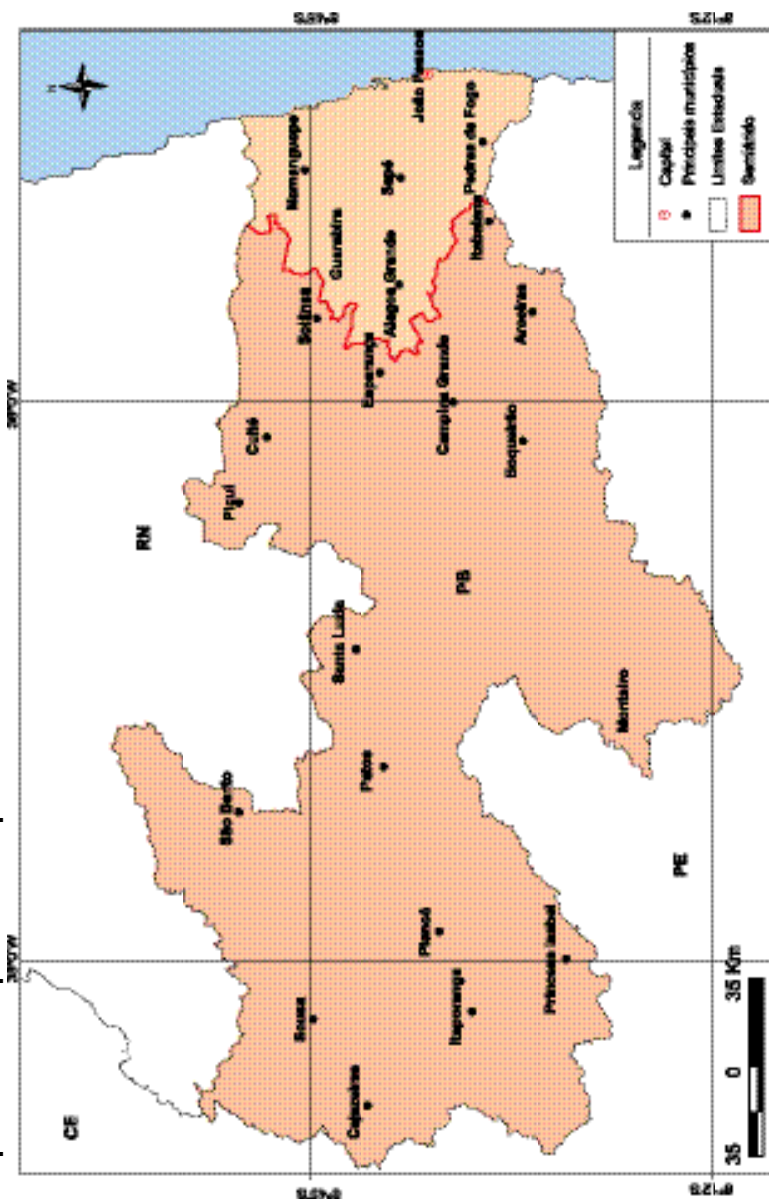 CE
RN
PE
PB
N
Mamanguape
João Pessoa
Sapé
Pedras de Fogo
Guarabira
Alagoa Grande
Itabaiana
Solânea
Esperança
Campina Grande
Aroeiras
Cuité
Boqueirão
Picuí
Santa Luzia
Monteiro
Patos
São Bento
Piancó
Princesa Isabel
Itaporanga
Sousa
Cajazeiras
Legenda
Capital
Principais municípios
Limites Estaduais
Semiárido
35 0 35 Km